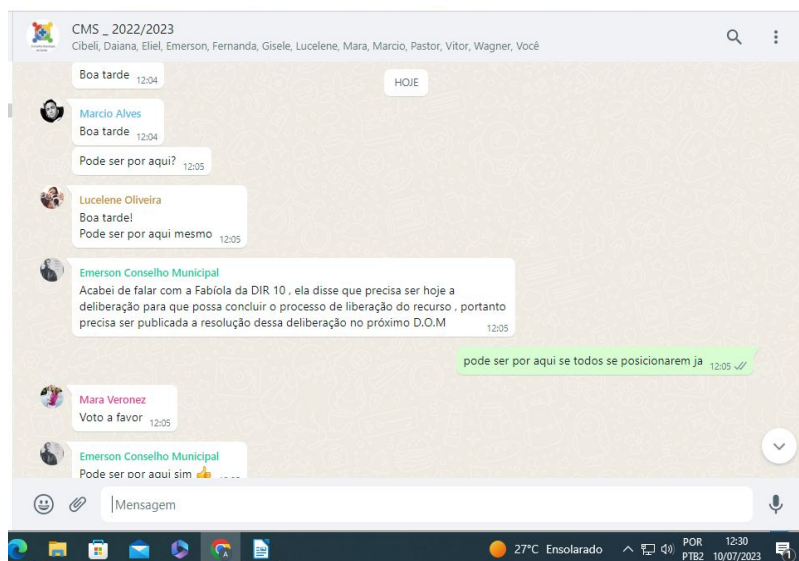 CMS _ 2022/2023
Cibeli, Daiana, Eliel, Emerson, Fernanda, Gisele, Lucelene, Mara, Marcio, Pastor, Vitor, Wagner, Você
Boa tarde 12:04
HOJE
Marcio Alves
Boa tarde 12:04
Pode ser por aqui? 12:05
Lucelene Oliveira
Boa tarde!
Pode ser por aqui mesmo 12:05
Emerson Conselho Municipal
Acabei de falar com a Fabíola da DIR 10 , ela disse que precisa ser hoje a
deliberação para que possa concluir o processo de liberação do recurso , portanto
precisa ser publicada a resolução dessa deliberação no próximo D.O.M 12:05
pode ser por aqui se todos se posicionarem ja 12:05
Mara Veronez
Voto a favor 12:05
Emerson Conselho Municipal
Pode ser por aqui sim 👍
Mensagem
27°C Ensolarado
POR 12:30
PTB2 10/07/2023